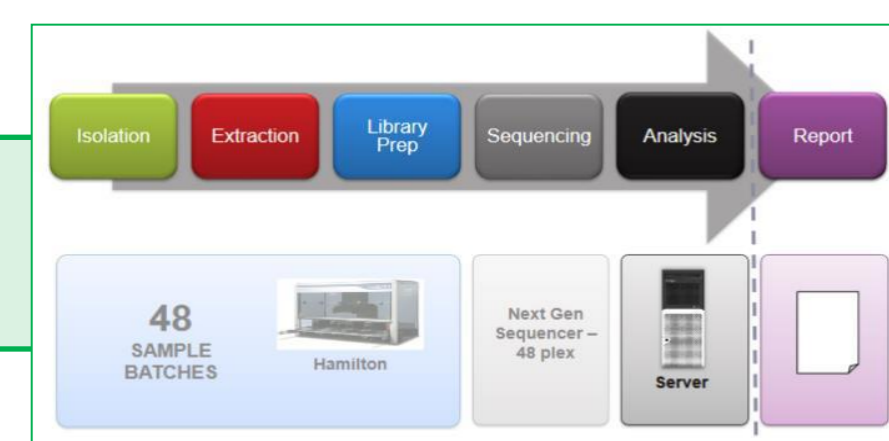 Isolation
Extraction
Library
Prep
Sequencing
Analysis
Report
48
SAMPLE
BATCHES
Hamilton
Next Gen
Sequencer –
48 plex
Server